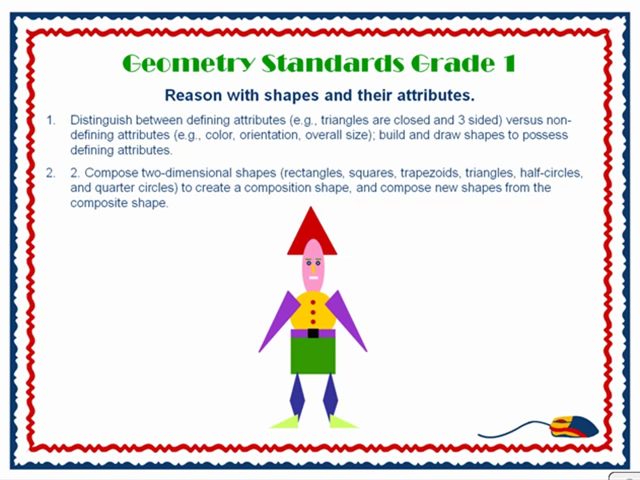 Geometry Standards Grade 1
Reason with shapes and their attributes.
1. Distinguish between defining attributes (e.g., triangles are closed and 3 sided) versus non-
defining attributes (e.g., color, orientation, overall size); build and draw shapes to possess
defining attributes.
2. 2. Compose two-dimensional shapes (rectangles, squares, trapezoids, triangles, half-circles,
and quarter circles) to create a composition shape, and compose new shapes from the
composite shape.